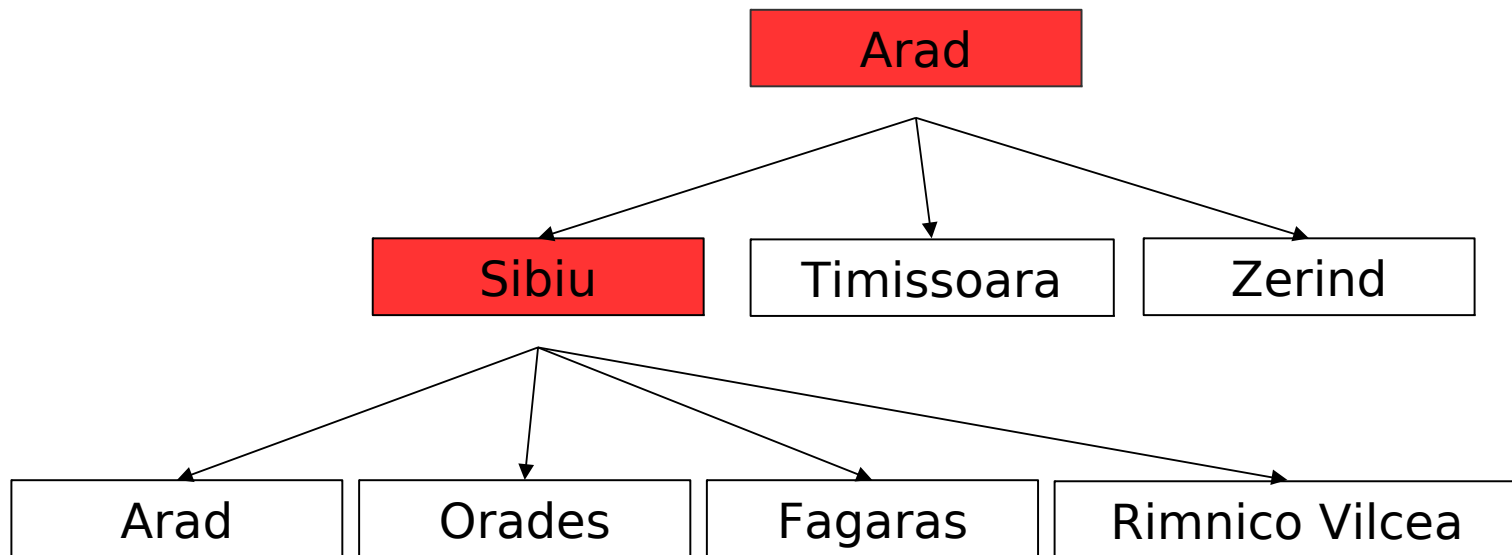 Arad
Sibiu
Timissoara
Zerind
Arad
Orades
Fagaras
Rimnico Vilcea